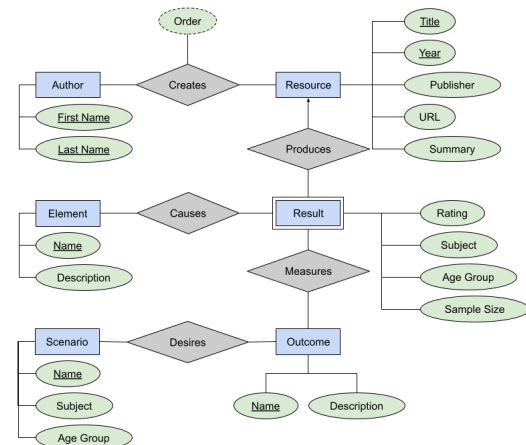 Order
Title
Year
Author
Creates
Resource
Publisher
First Name
URL
Last Name
Produces
Summary
Element
Causes
Result
Rating
Name
Subject
Description
Measures
Age Group
Sample Size
Scenario
Desires
Outcome
Name
Subject
Name
Description
Age Group